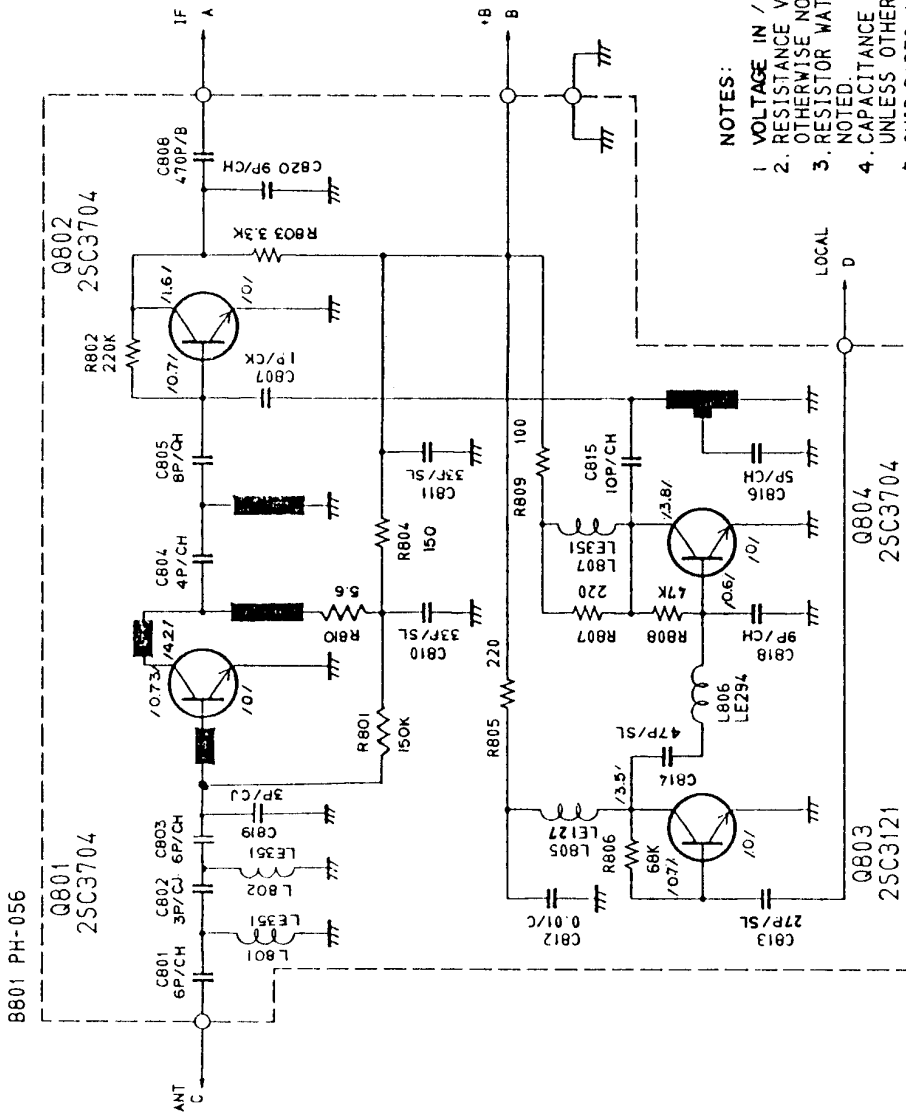 B801 PH-056
Q801
2SC3704
Q802
2SC3704
ANT
C
IF
A
+B
B
C801
6P/CH
C802
3P/CJ
C803
6P/CH
L801
LE351
L802
LE351
C819
3P/CJ
/0.73/
/4.2/
/0/
R801
150K
R810
5.6
C810
33P/SL
R804
150
C811
33P/SL
C804
4P/CH
C805
8P/CH
R802
220K
/0.7/
/1.6/
/0/
C807
1P/CK
R803 3.3K
C808
470P/B
C820 9P/CH
R805
220
R809
100
C812
0.01/C
L805
LE127
R806
68K
/3.5/
/0.7/
/0/
C813
27P/SL
C814
47P/SL
L806
LE294
R807
220
L807
LE351
R808
47K
C815
10P/CH
/3.8/
/0.6/
/0/
C818
9P/CH
C816
5P/CH
Q803
2SC3121
Q804
2SC3704
LOCAL
D
NOTES:
1 VOLTAGE IN /
2. RESISTANCE V
OTHERWISE NO
3. RESISTOR WAT
NOTED.
4. CAPACITANCE
UNLESS OTHER